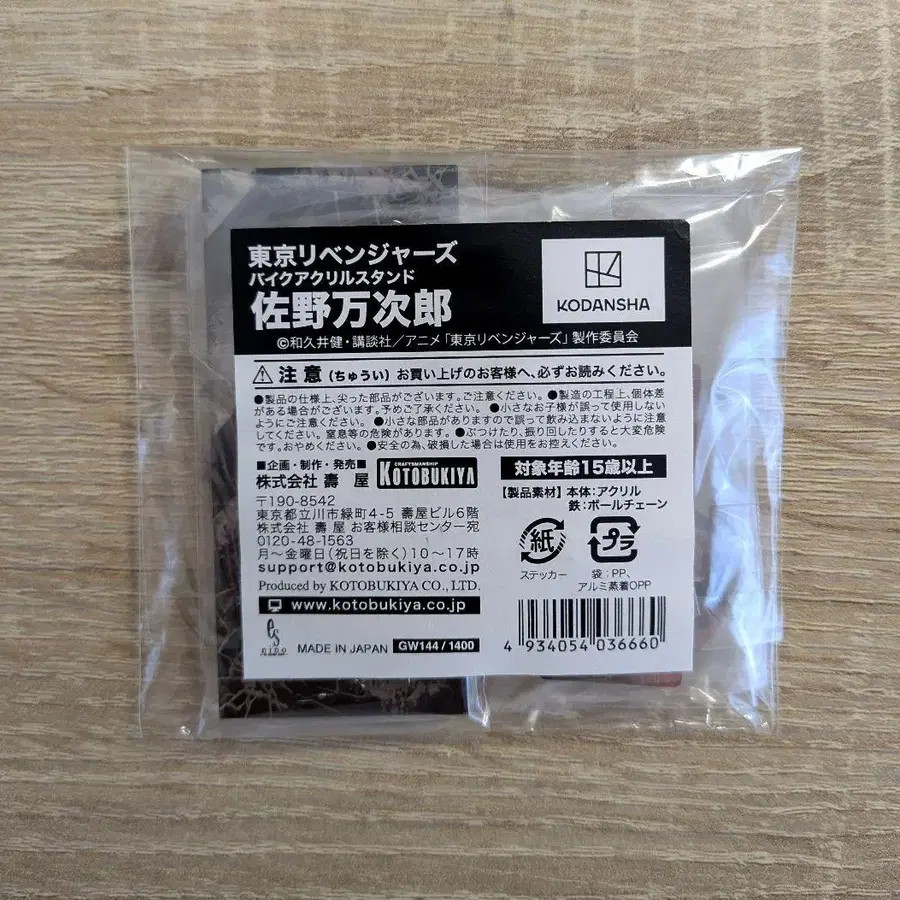 東京リベンジャーズ
バイクアクリルスタンド
佐野万次郎
KODANSHA
©和久井健・講談社／アニメ「東京リベンジャーズ」製作委員会
⚠ 注意(ちゅうい) お買い上げのお客様へ、必ずお読みください。
●製品の仕様上、尖った部品がございます。ご注意ください。 ●製造の工程上、個体差
がある場合がございます。予めご了承ください。 ●小さなお子様が誤って使用しない
ようにご注意ください。 ●小さな部品がありますので誤って飲み込まないように注意
してください。窒息等の危険があります。 ●ぶつけたり、振り回したりすると大変危険
です。おやめください。 ●安全の為、破損した場合は使用をお控えください。
■企画・制作・発売■
株式会社 壽 屋
CRAFTSMANSHIP
KOTOBUKIYA
〒190-8542
東京都立川市緑町4-5 壽屋ビル6階
株式会社 壽屋 お客様相談センター宛
0120-48-1563
月〜金曜日(祝日を除く)10〜17時
support@kotobukiya.co.jp
Produced by KOTOBUKIYA CO., LTD.
www.kotobukiya.co.jp
es
nino
MADE IN JAPAN
GW144 / 1400
対象年齢15歳以上
【製品素材】本体:アクリル
鉄:ボールチェーン
紙
プラ
ステッカー
袋:PP、
アルミ蒸着OPP
4 934054 036660